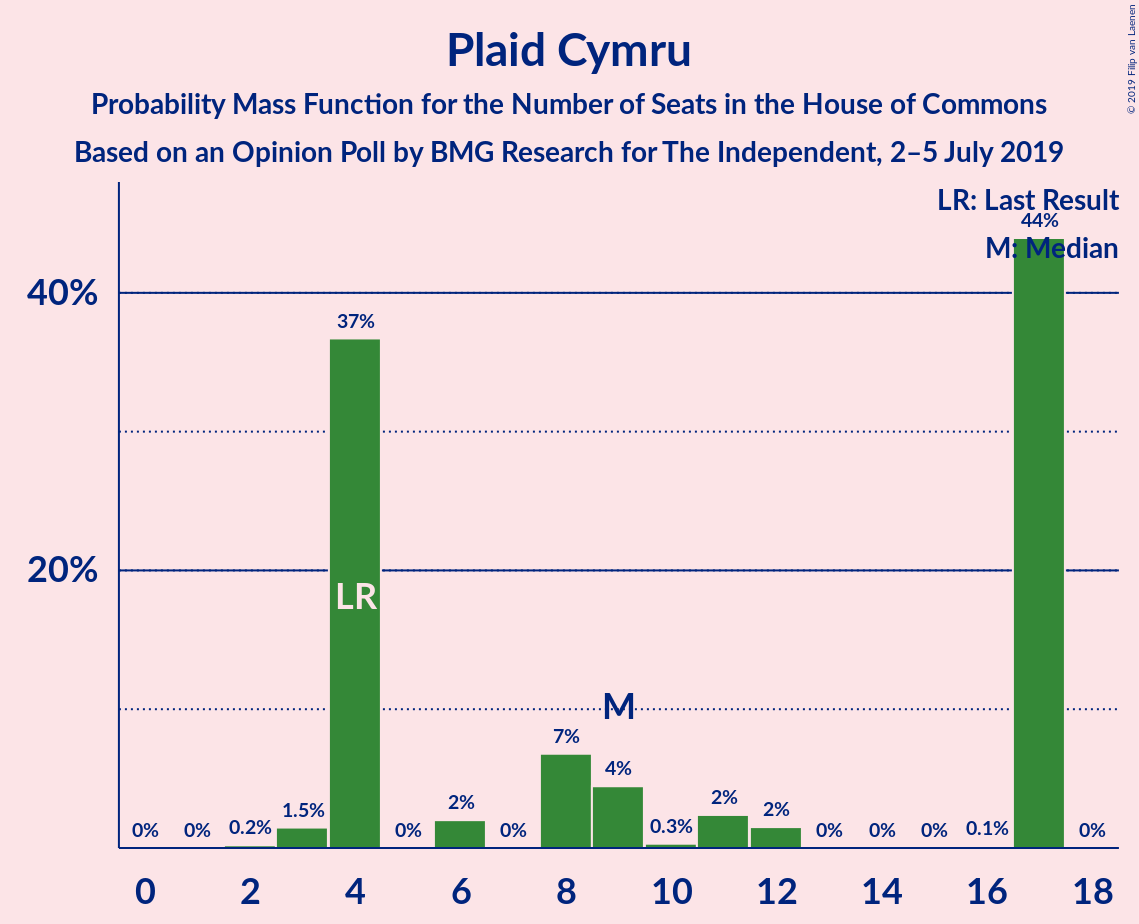 Plaid Cymru
Probability Mass Function for the Number of Seats in the House of Commons
Based on an Opinion Poll by BMG Research for The Independent, 2–5 July 2019
© 2019 Filip van Laenen
LR: Last Result
M: Median
44%
40%
37%
20%
LR
M
7%
4%
2%
2%
2%
1.5%
0% 0% 0.2% 0% 0% 0.3% 0% 0% 0% 0.1% 0%
0 2 4 6 8 10 12 14 16 18